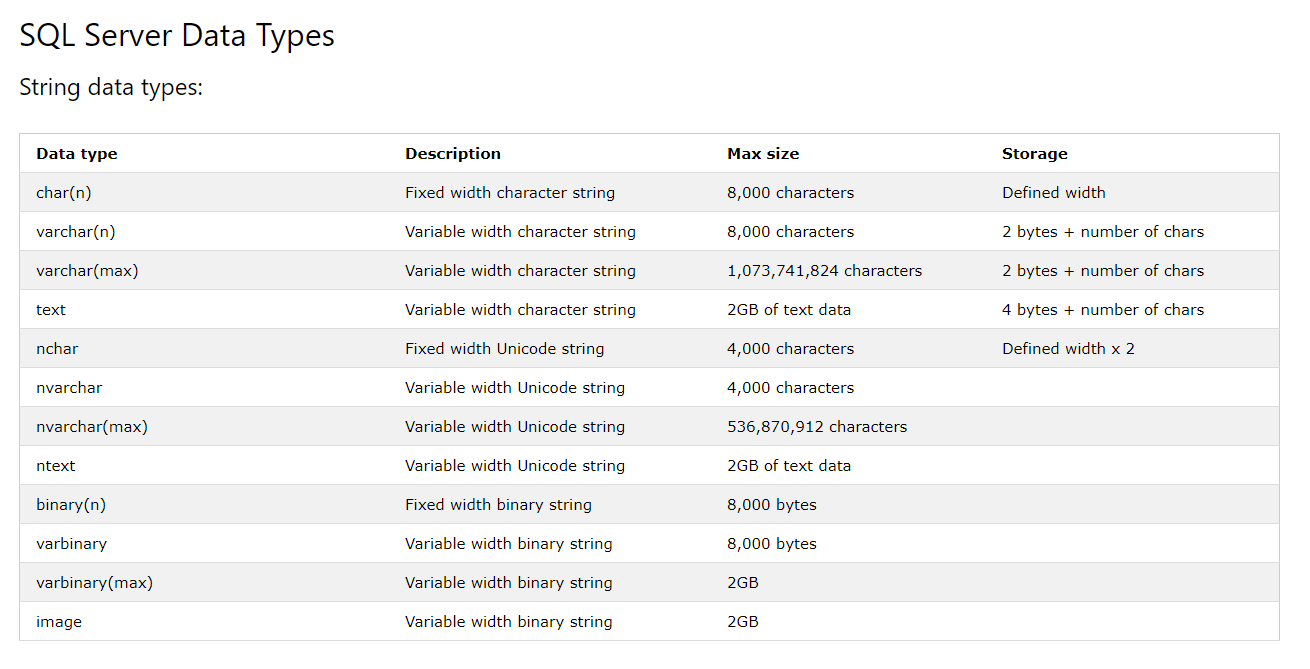 SQL Server Data Types
String data types:
Data type Description Max size Storage
char(n) Fixed width character string 8,000 characters Defined width
varchar(n) Variable width character string 8,000 characters 2 bytes + number of chars
varchar(max) Variable width character string 1,073,741,824 characters 2 bytes + number of chars
text Variable width character string 2GB of text data 4 bytes + number of chars
nchar Fixed width Unicode string 4,000 characters Defined width x 2
nvarchar Variable width Unicode string 4,000 characters
nvarchar(max) Variable width Unicode string 536,870,912 characters
ntext Variable width Unicode string 2GB of text data
binary(n) Fixed width binary string 8,000 bytes
varbinary Variable width binary string 8,000 bytes
varbinary(max) Variable width binary string 2GB
image Variable width binary string 2GB